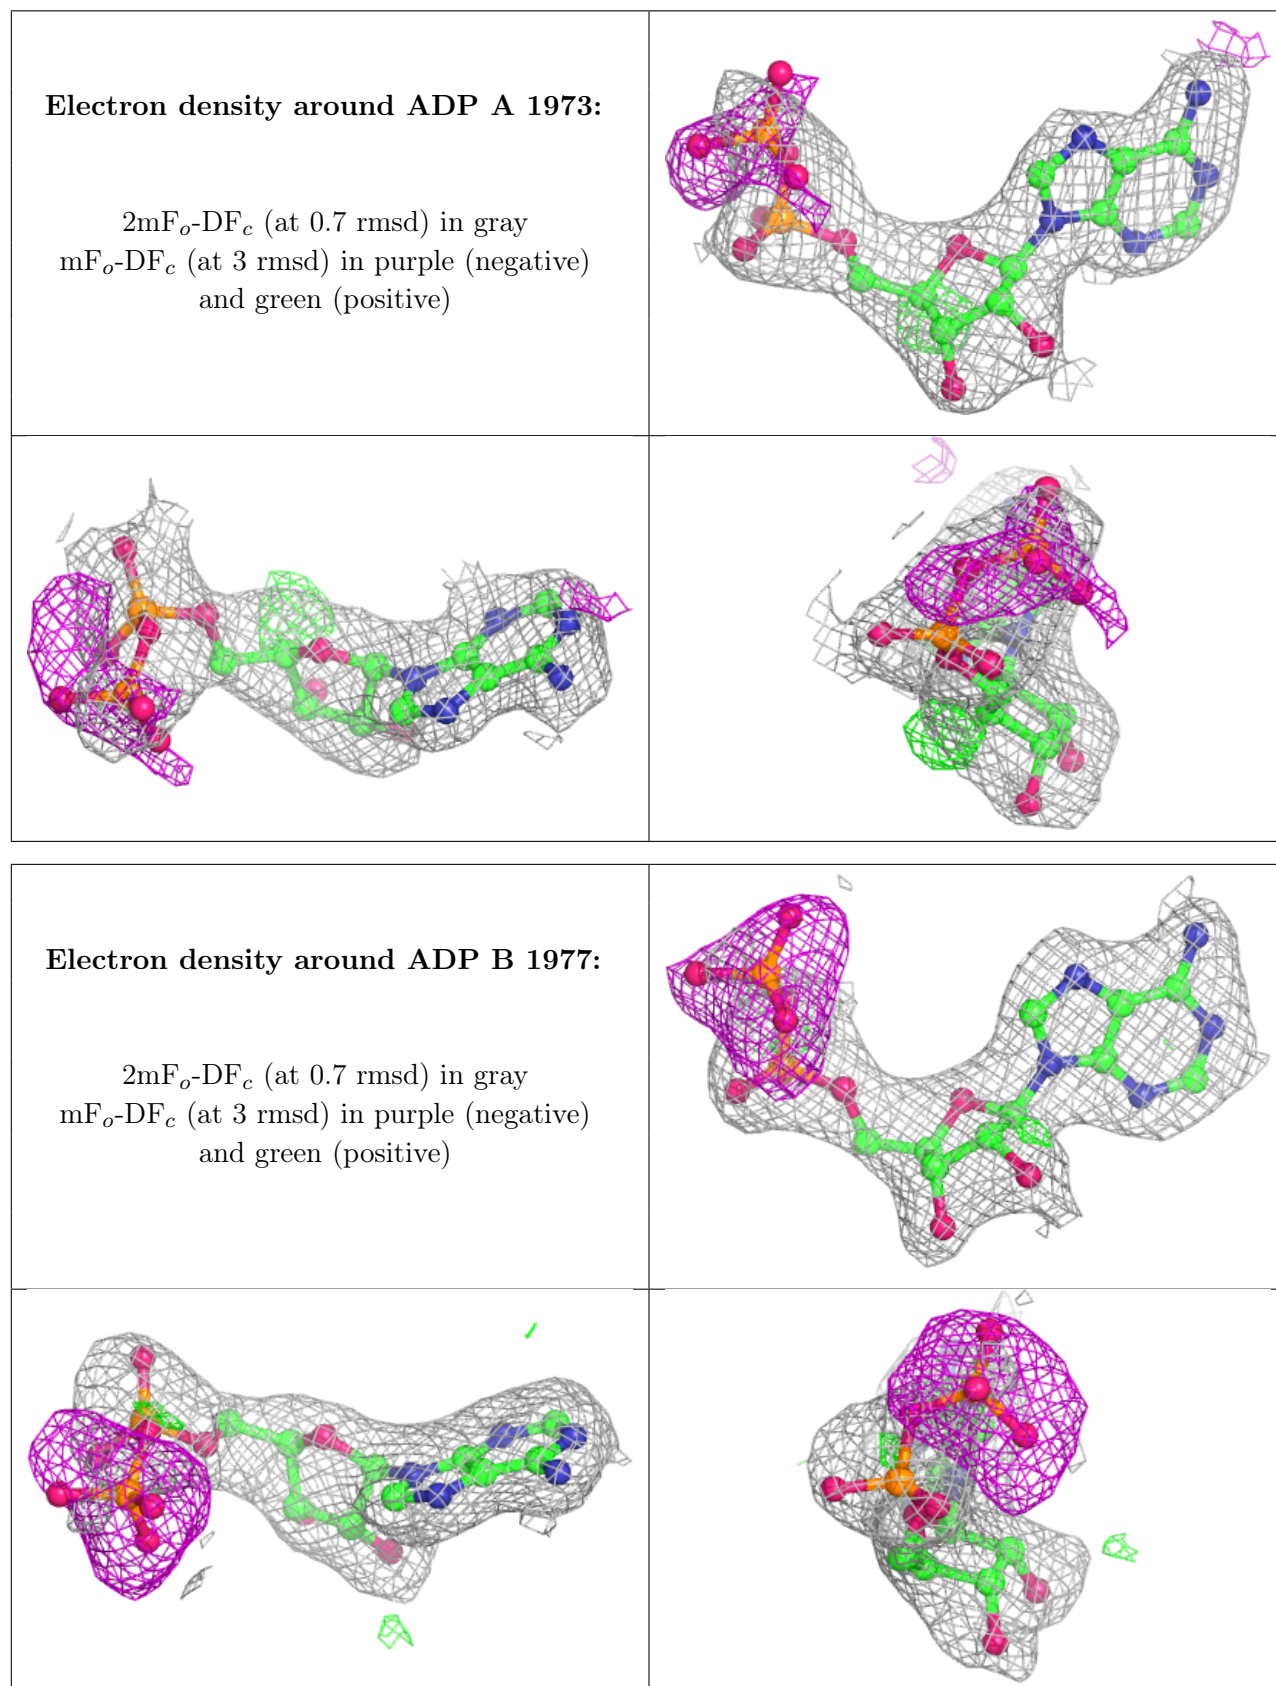 Electron density around ADP A 1973:
2mFₒ-DF𝒸 (at 0.7 rmsd) in gray
mFₒ-DF𝒸 (at 3 rmsd) in purple (negative)
and green (positive)
Electron density around ADP B 1977:
2mFₒ-DF𝒸 (at 0.7 rmsd) in gray
mFₒ-DF𝒸 (at 3 rmsd) in purple (negative)
and green (positive)